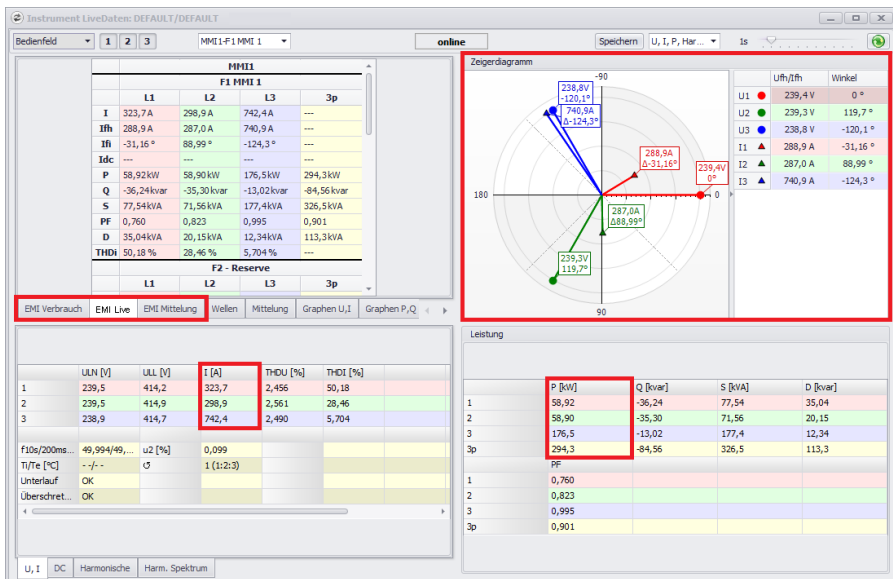 Instrument LiveDaten: DEFAULT/DEFAULT
Bedienfeld 1 2 3 MMI1-F1 MMI 1 online Speichern U, I, P, Har... 1s
MMI1
F1 MMI 1
L1 L2 L3 3p
I 323,7 A 298,9 A 742,4 A ---
Ifh 288,9 A 287,0 A 740,9 A ---
Ifi -31,16 ° 88,99 ° -124,3 ° ---
Idc --- --- --- ---
P 58,92 kW 58,90 kW 176,5 kW 294,3 kW
Q -36,24 kvar -35,30 kvar -13,02 kvar -84,56 kvar
S 77,54 kVA 71,56 kVA 177,4 kVA 326,5 kVA
PF 0,760 0,823 0,995 0,901
D 35,04 kVA 20,15 kVA 12,34 kVA 113,3 kVA
THDi 50,18 % 28,46 % 5,704 % ---
F2 - Reserve
L1 L2 L3 3p
EMI Verbrauch EMI Live EMI Mittelung Wellen Mittelung Graphen U,I Graphen P,Q
Zeigerdiagramm
-90
238,8V
-120,1°
740,9A
Δ-124,3°
288,9A
Δ-31,16°
239,4V
0°
180
0
287,0A
Δ88,99°
239,3V
119,7°
90
Ufh/Ifh Winkel
U1 239,4 V 0 °
U2 239,3 V 119,7 °
U3 238,8 V -120,1 °
I1 288,9 A -31,16 °
I2 287,0 A 88,99 °
I3 740,9 A -124,3 °
ULN [V] ULL [V] I [A] THDU [%] THDI [%]
1 239,5 414,2 323,7 2,456 50,18
2 239,5 414,9 298,9 2,561 28,46
3 238,9 414,7 742,4 2,490 5,704
f10s/200ms... 49,994/49,... u2 [%] 0,099
Ti/Te [°C] - -/- - ↺ 1 (1:2:3)
Unterlauf OK
Überschret... OK
U, I DC Harmonische Harm. Spektrum
Leistung
P [kW] Q [kvar] S [kVA] D [kvar]
1 58,92 -36,24 77,54 35,04
2 58,90 -35,30 71,56 20,15
3 176,5 -13,02 177,4 12,34
3p 294,3 -84,56 326,5 113,3
PF
1 0,760
2 0,823
3 0,995
3p 0,901